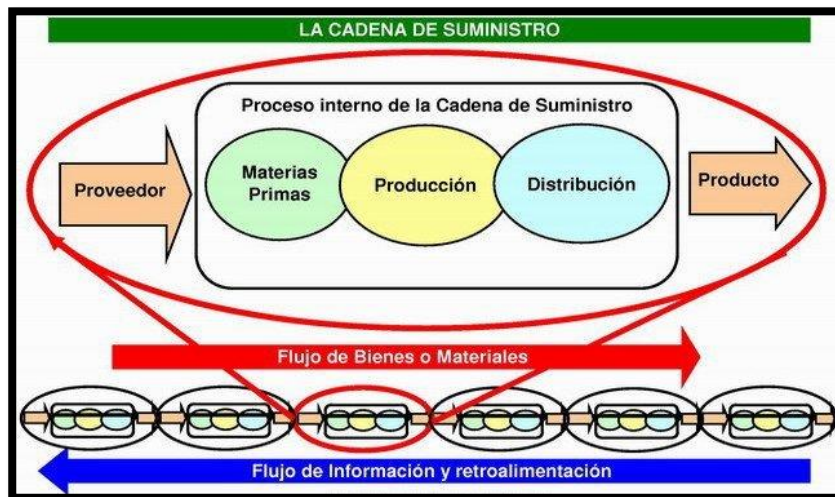 LA CADENA DE SUMINISTRO
Proceso interno de la Cadena de Suministro
Proveedor
Materias
Primas
Producción
Distribución
Producto
Flujo de Bienes o Materiales
Flujo de Información y retroalimentación